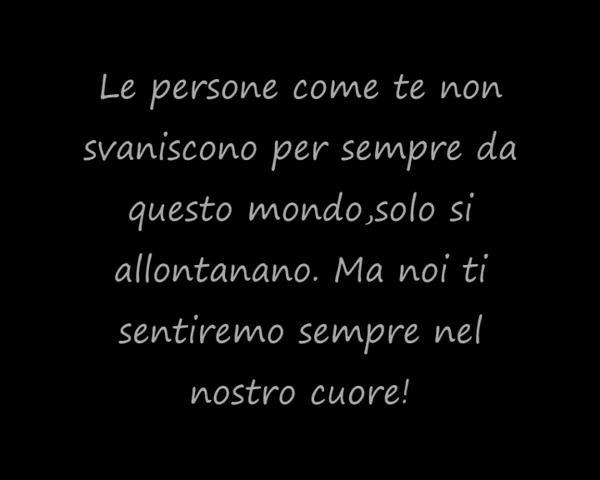 Le persone come te non
svaniscono per sempre da
questo mondo,solo si
allontanano. Ma noi ti
sentiremo sempre nel
nostro cuore!